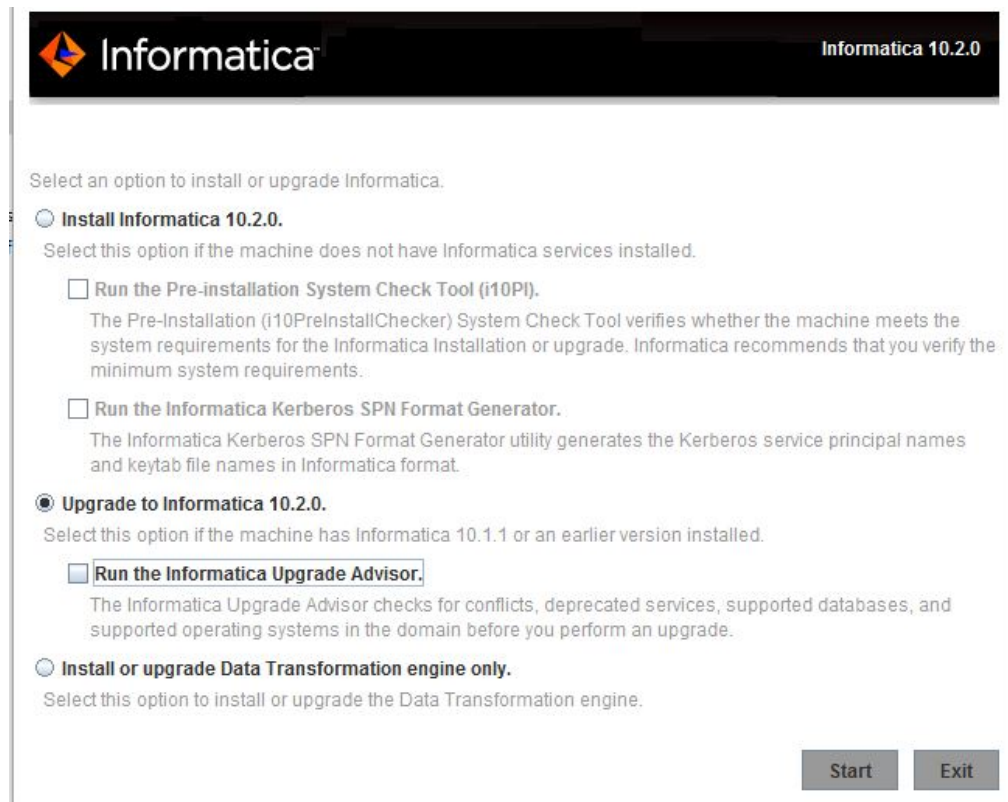 Informatica
Informatica 10.2.0
Select an option to install or upgrade Informatica.
Install Informatica 10.2.0.
Select this option if the machine does not have Informatica services installed.
Run the Pre-installation System Check Tool (i10PI).
The Pre-Installation (i10PreInstallChecker) System Check Tool verifies whether the machine meets the
system requirements for the Informatica Installation or upgrade. Informatica recommends that you verify the
minimum system requirements.
Run the Informatica Kerberos SPN Format Generator.
The Informatica Kerberos SPN Format Generator utility generates the Kerberos service principal names
and keytab file names in Informatica format.
Upgrade to Informatica 10.2.0.
Select this option if the machine has Informatica 10.1.1 or an earlier version installed.
Run the Informatica Upgrade Advisor.
The Informatica Upgrade Advisor checks for conflicts, deprecated services, supported databases, and
supported operating systems in the domain before you perform an upgrade.
Install or upgrade Data Transformation engine only.
Select this option to install or upgrade the Data Transformation engine.
Start
Exit